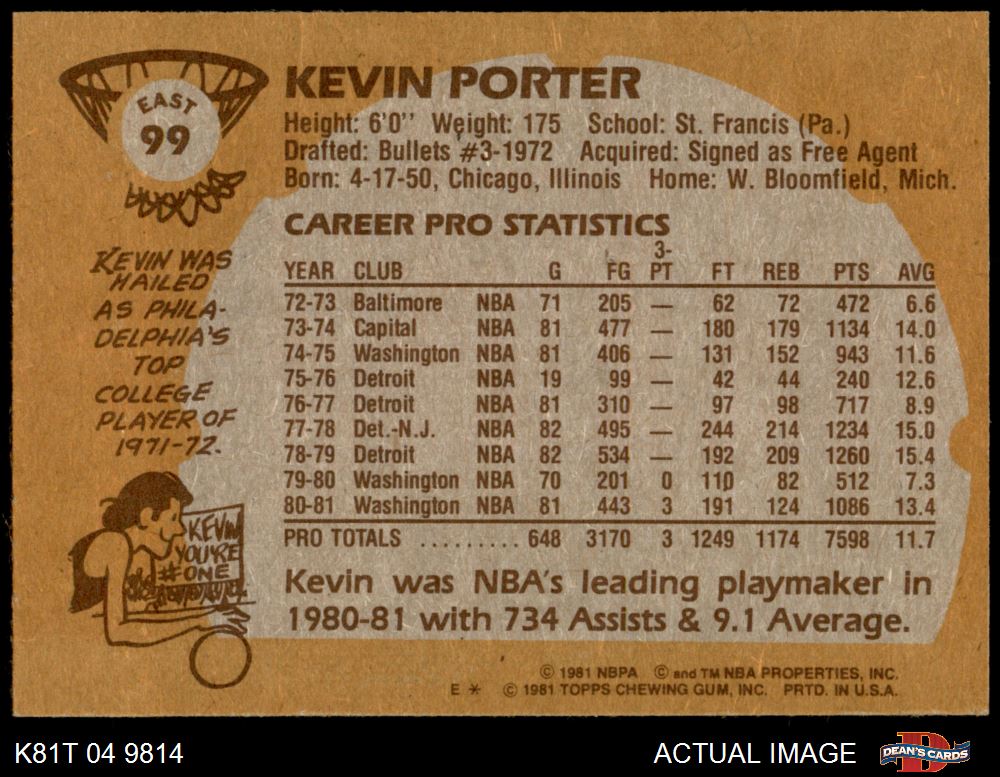 EAST
99
KEVIN PORTER
Height: 6'0'' Weight: 175 School: St. Francis (Pa.)
Drafted: Bullets #3-1972 Acquired: Signed as Free Agent
Born: 4-17-50, Chicago, Illinois Home: W. Bloomfield, Mich.
CAREER PRO STATISTICS
YEAR CLUB G FG 3-PT FT REB PTS AVG
72-73 Baltimore NBA 71 205 — 62 72 472 6.6
73-74 Capital NBA 81 477 — 180 179 1134 14.0
74-75 Washington NBA 81 406 — 131 152 943 11.6
75-76 Detroit NBA 19 99 — 42 44 240 12.6
76-77 Detroit NBA 81 310 — 97 98 717 8.9
77-78 Det.-N.J. NBA 82 495 — 244 214 1234 15.0
78-79 Detroit NBA 82 534 — 192 209 1260 15.4
79-80 Washington NBA 70 201 0 110 82 512 7.3
80-81 Washington NBA 81 443 3 191 124 1086 13.4
PRO TOTALS ......... 648 3170 3 1249 1174 7598 11.7
Kevin was NBA's leading playmaker in
1980-81 with 734 Assists & 9.1 Average.
KEVIN WAS
HAILED
AS PHILA-
DELPHIA'S
TOP
COLLEGE
PLAYER OF
1971-72.
KEVIN
YOU'RE
#ONE
© 1981 NBPA © and TM NBA PROPERTIES, INC.
E * © 1981 TOPPS CHEWING GUM, INC. PRTD. IN U.S.A.
K81T 04 9814
ACTUAL IMAGE
DEAN'S CARDS